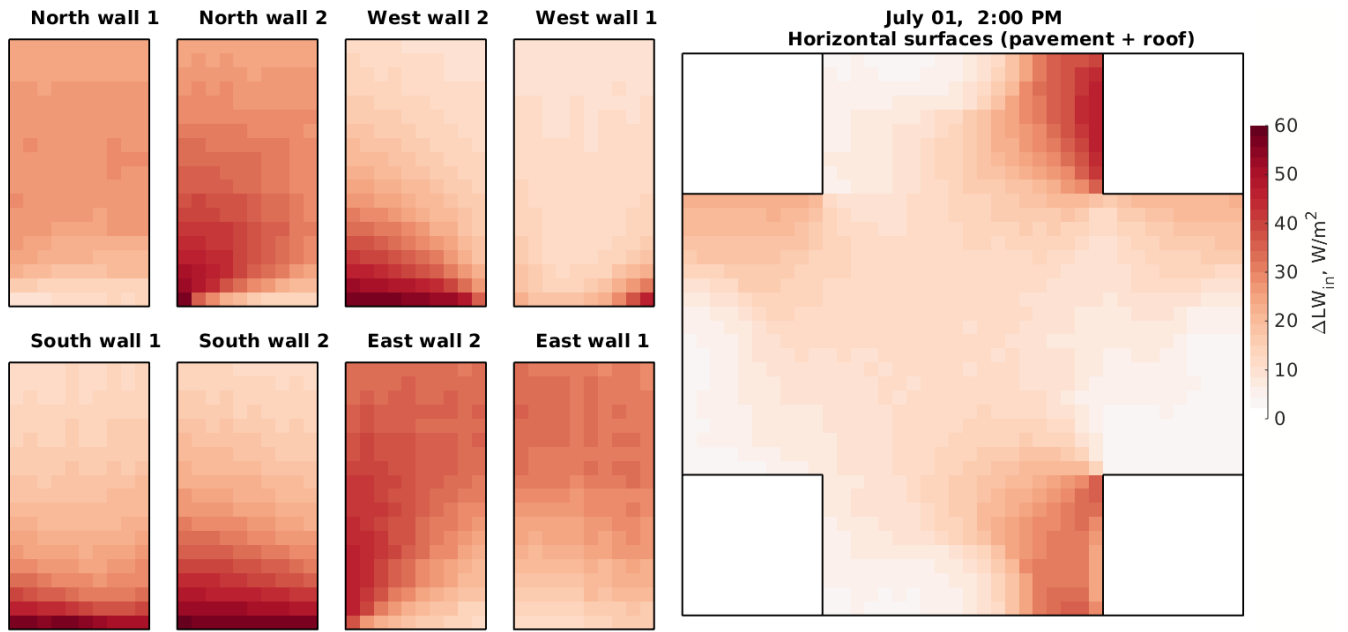 North wall 1
North wall 2
West wall 2
West wall 1
July 01,  2:00 PM
Horizontal surfaces (pavement + roof)
60
50
40
30
20
10
0
ΔLW_in, W/m²
South wall 1
South wall 2
East wall 2
East wall 1